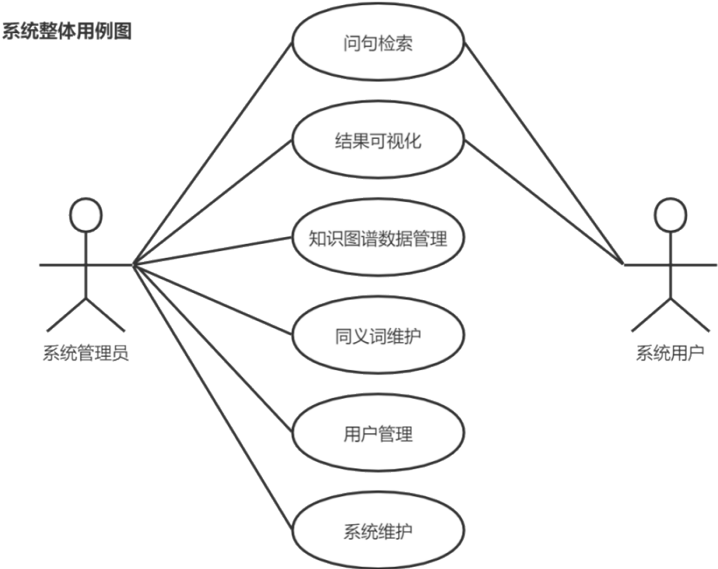 系统整体用例图
问句检索
结果可视化
知识图谱数据管理
同义词维护
系统管理员
系统用户
用户管理
系统维护